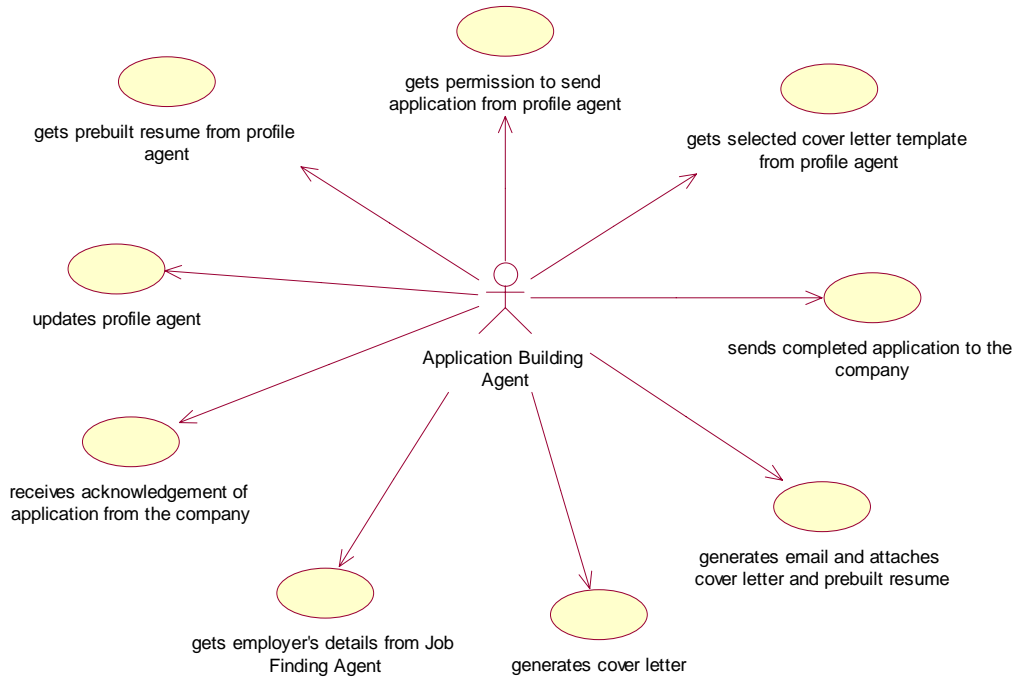 gets permission to send
application from profile agent
gets prebuilt resume from profile
agent
gets selected cover letter template
from profile agent
updates profile agent
Application Building
Agent
sends completed application to the
company
receives acknowledgement of
application from the company
generates email and attaches
cover letter and prebuilt resume
gets employer's details from Job
Finding Agent
generates cover letter